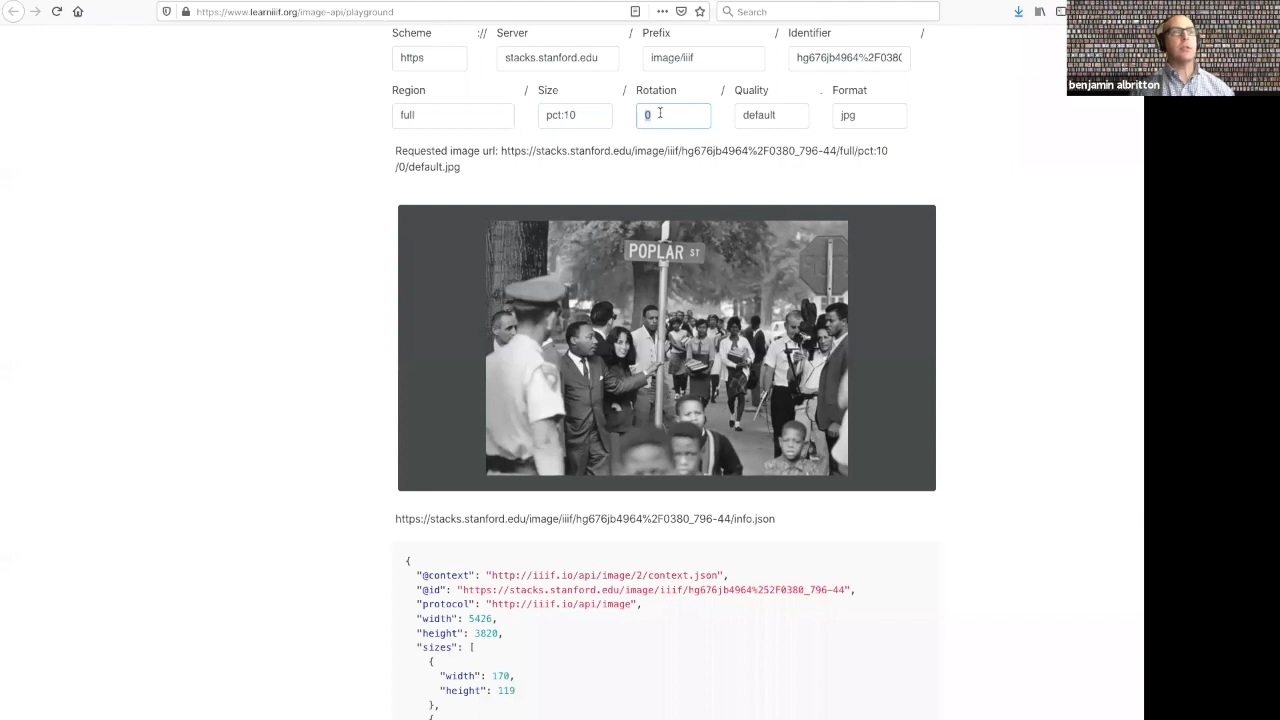 https://www.learniiif.org/image-api/playground
Search
benjamin albritton
Scheme :// Server / Prefix / Identifier /
https stacks.stanford.edu image/iiif hg676jb4964%2F038(
Region / Size / Rotation / Quality . Format
full pct:10 0 default jpg
Requested image url: https://stacks.stanford.edu/image/iiif/hg676jb4964%2F0380_796-44/full/pct:10
/0/default.jpg
POPLAR ST
https://stacks.stanford.edu/image/iiif/hg676jb4964%2F0380_796-44/info.json
{
"@context": "http://iiif.io/api/image/2/context.json",
"@id": "https://stacks.stanford.edu/image/iiif/hg676jb4964%252F0380_796-44",
"protocol": "http://iiif.io/api/image",
"width": 5426,
"height": 3820,
"sizes": [
{
"width": 170,
"height": 119
},
{